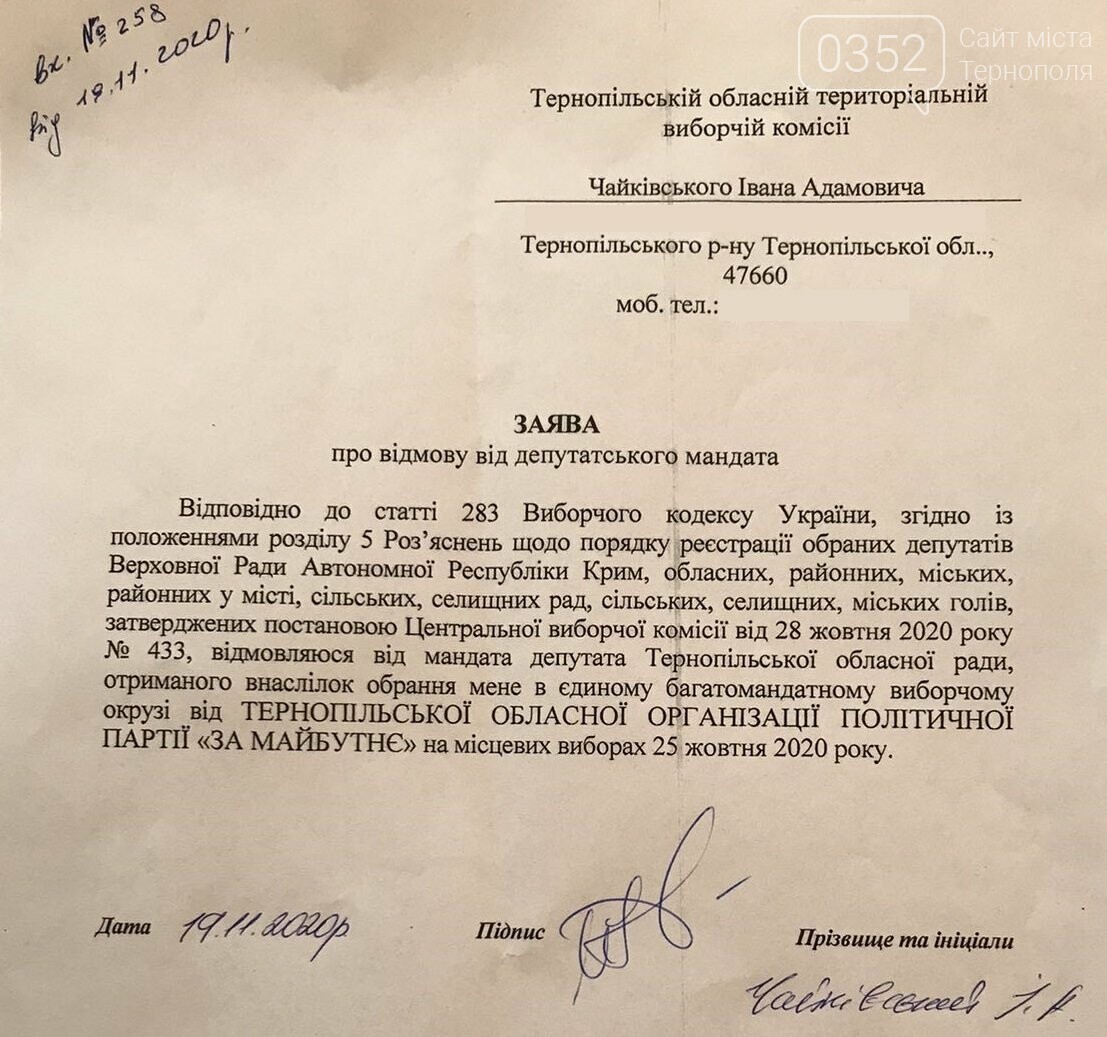 Вх. № 258
від 19.11.2020р.
0352 Сайт міста
Тернополя
Тернопільській обласній територіальній
виборчій комісії
Чайківського Івана Адамовича
Тернопільського р-ну Тернопільської обл..,
47660
моб. тел.:
ЗАЯВА
про відмову від депутатського мандата
Відповідно до статті 283 Виборчого кодексу України, згідно із
положеннями розділу 5 Роз’яснень щодо порядку реєстрації обраних депутатів
Верховної Ради Автономної Республіки Крим, обласних, районних, міських,
районних у місті, сільських, селищних рад, сільських, селищних, міських голів,
затверджених постановою Центральної виборчої комісії від 28 жовтня 2020 року
№ 433, відмовляюся від мандата депутата Тернопільської обласної ради,
отриманого внаслілок обрання мене в єдиному багатомандатному виборчому
окрузі від ТЕРНОПІЛЬСЬКОЇ ОБЛАСНОЇ ОРГАНІЗАЦІЇ ПОЛІТИЧНОЇ
ПАРТІЇ «ЗА МАЙБУТНЄ» на місцевих виборах 25 жовтня 2020 року.
Дата 19.11.2020р Підпис Прізвище та ініціали
Чайківський І. А.